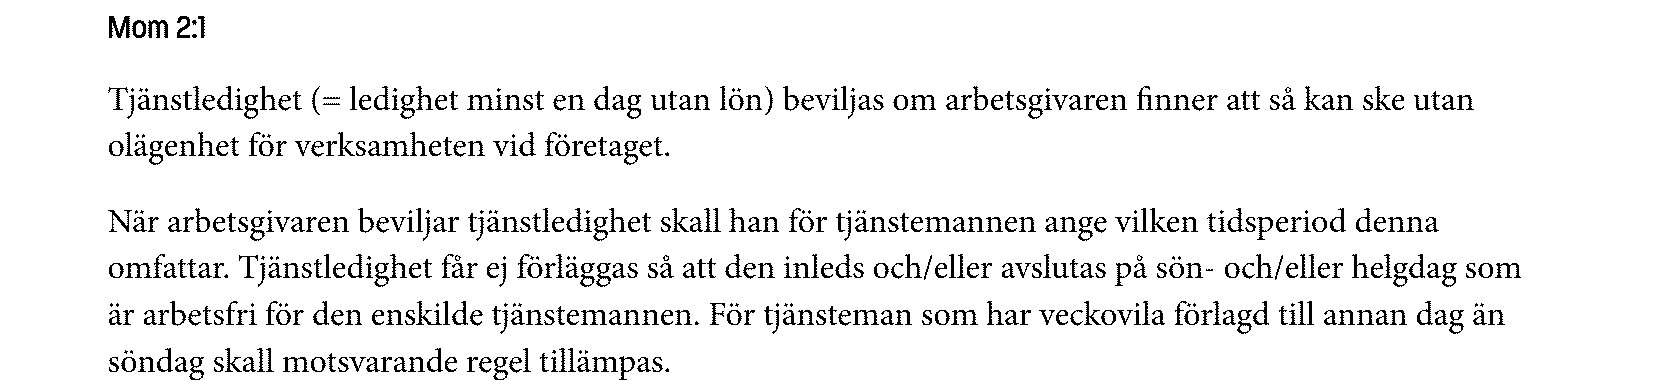 Mom 2:1
Tjänstledighet (= ledighet minst en dag utan lön) beviljas om arbetsgivaren finner att så kan ske utan
olägenhet för verksamheten vid företaget.
När arbetsgivaren beviljar tjänstledighet skall han för tjänstemannen ange vilken tidsperiod denna
omfattar. Tjänstledighet får ej förläggas så att den inleds och/eller avslutas på sön- och/eller helgdag som
är arbetsfri för den enskilde tjänstemannen. För tjänsteman som har veckovila förlagd till annan dag än
söndag skall motsvarande regel tillämpas.